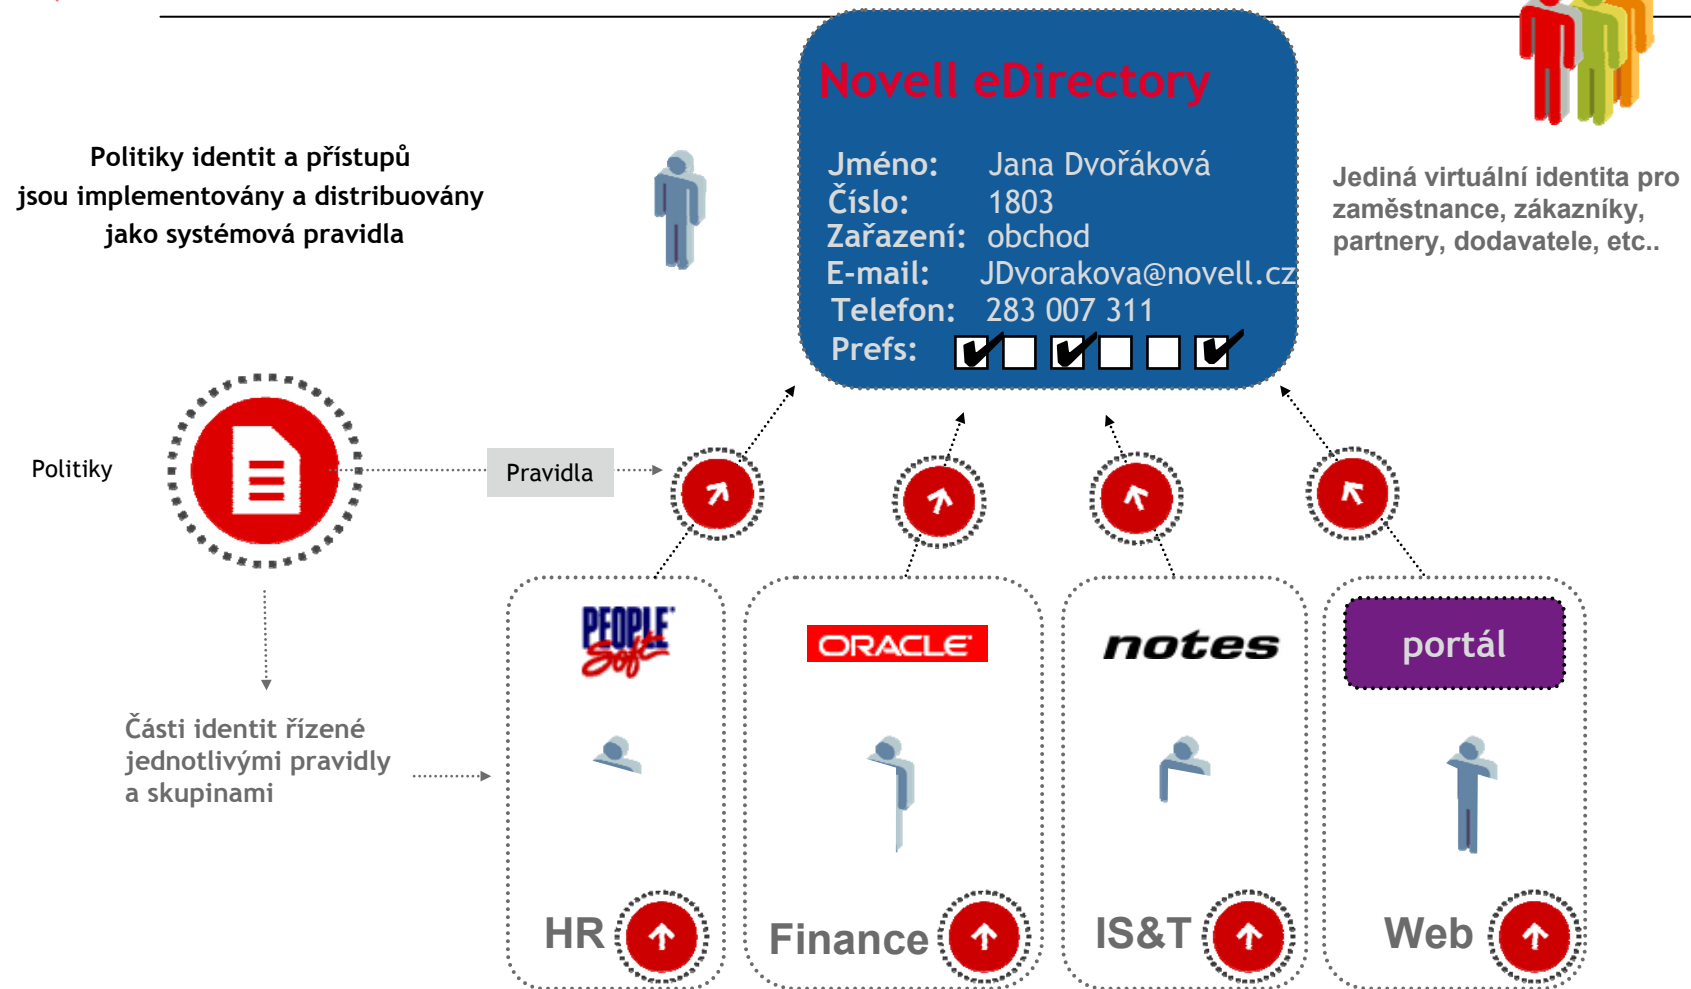 Novell eDirectory
Politiky identit a přístupů
jsou implementovány a distribuovány
jako systémová pravidla
Jméno: Jana Dvořáková
Číslo: 1803
Zařazení: obchod
E-mail: JDvorakova@novell.cz
Telefon: 283 007 311
Prefs:
Jediná virtuální identita pro
zaměstnance, zákazníky,
partnery, dodavatele, etc..
Politiky
Pravidla
PEOPLE
Soft
ORACLE
notes
portál
Části identit řízené
jednotlivými pravidly
a skupinami
HR
Finance
IS&T
Web